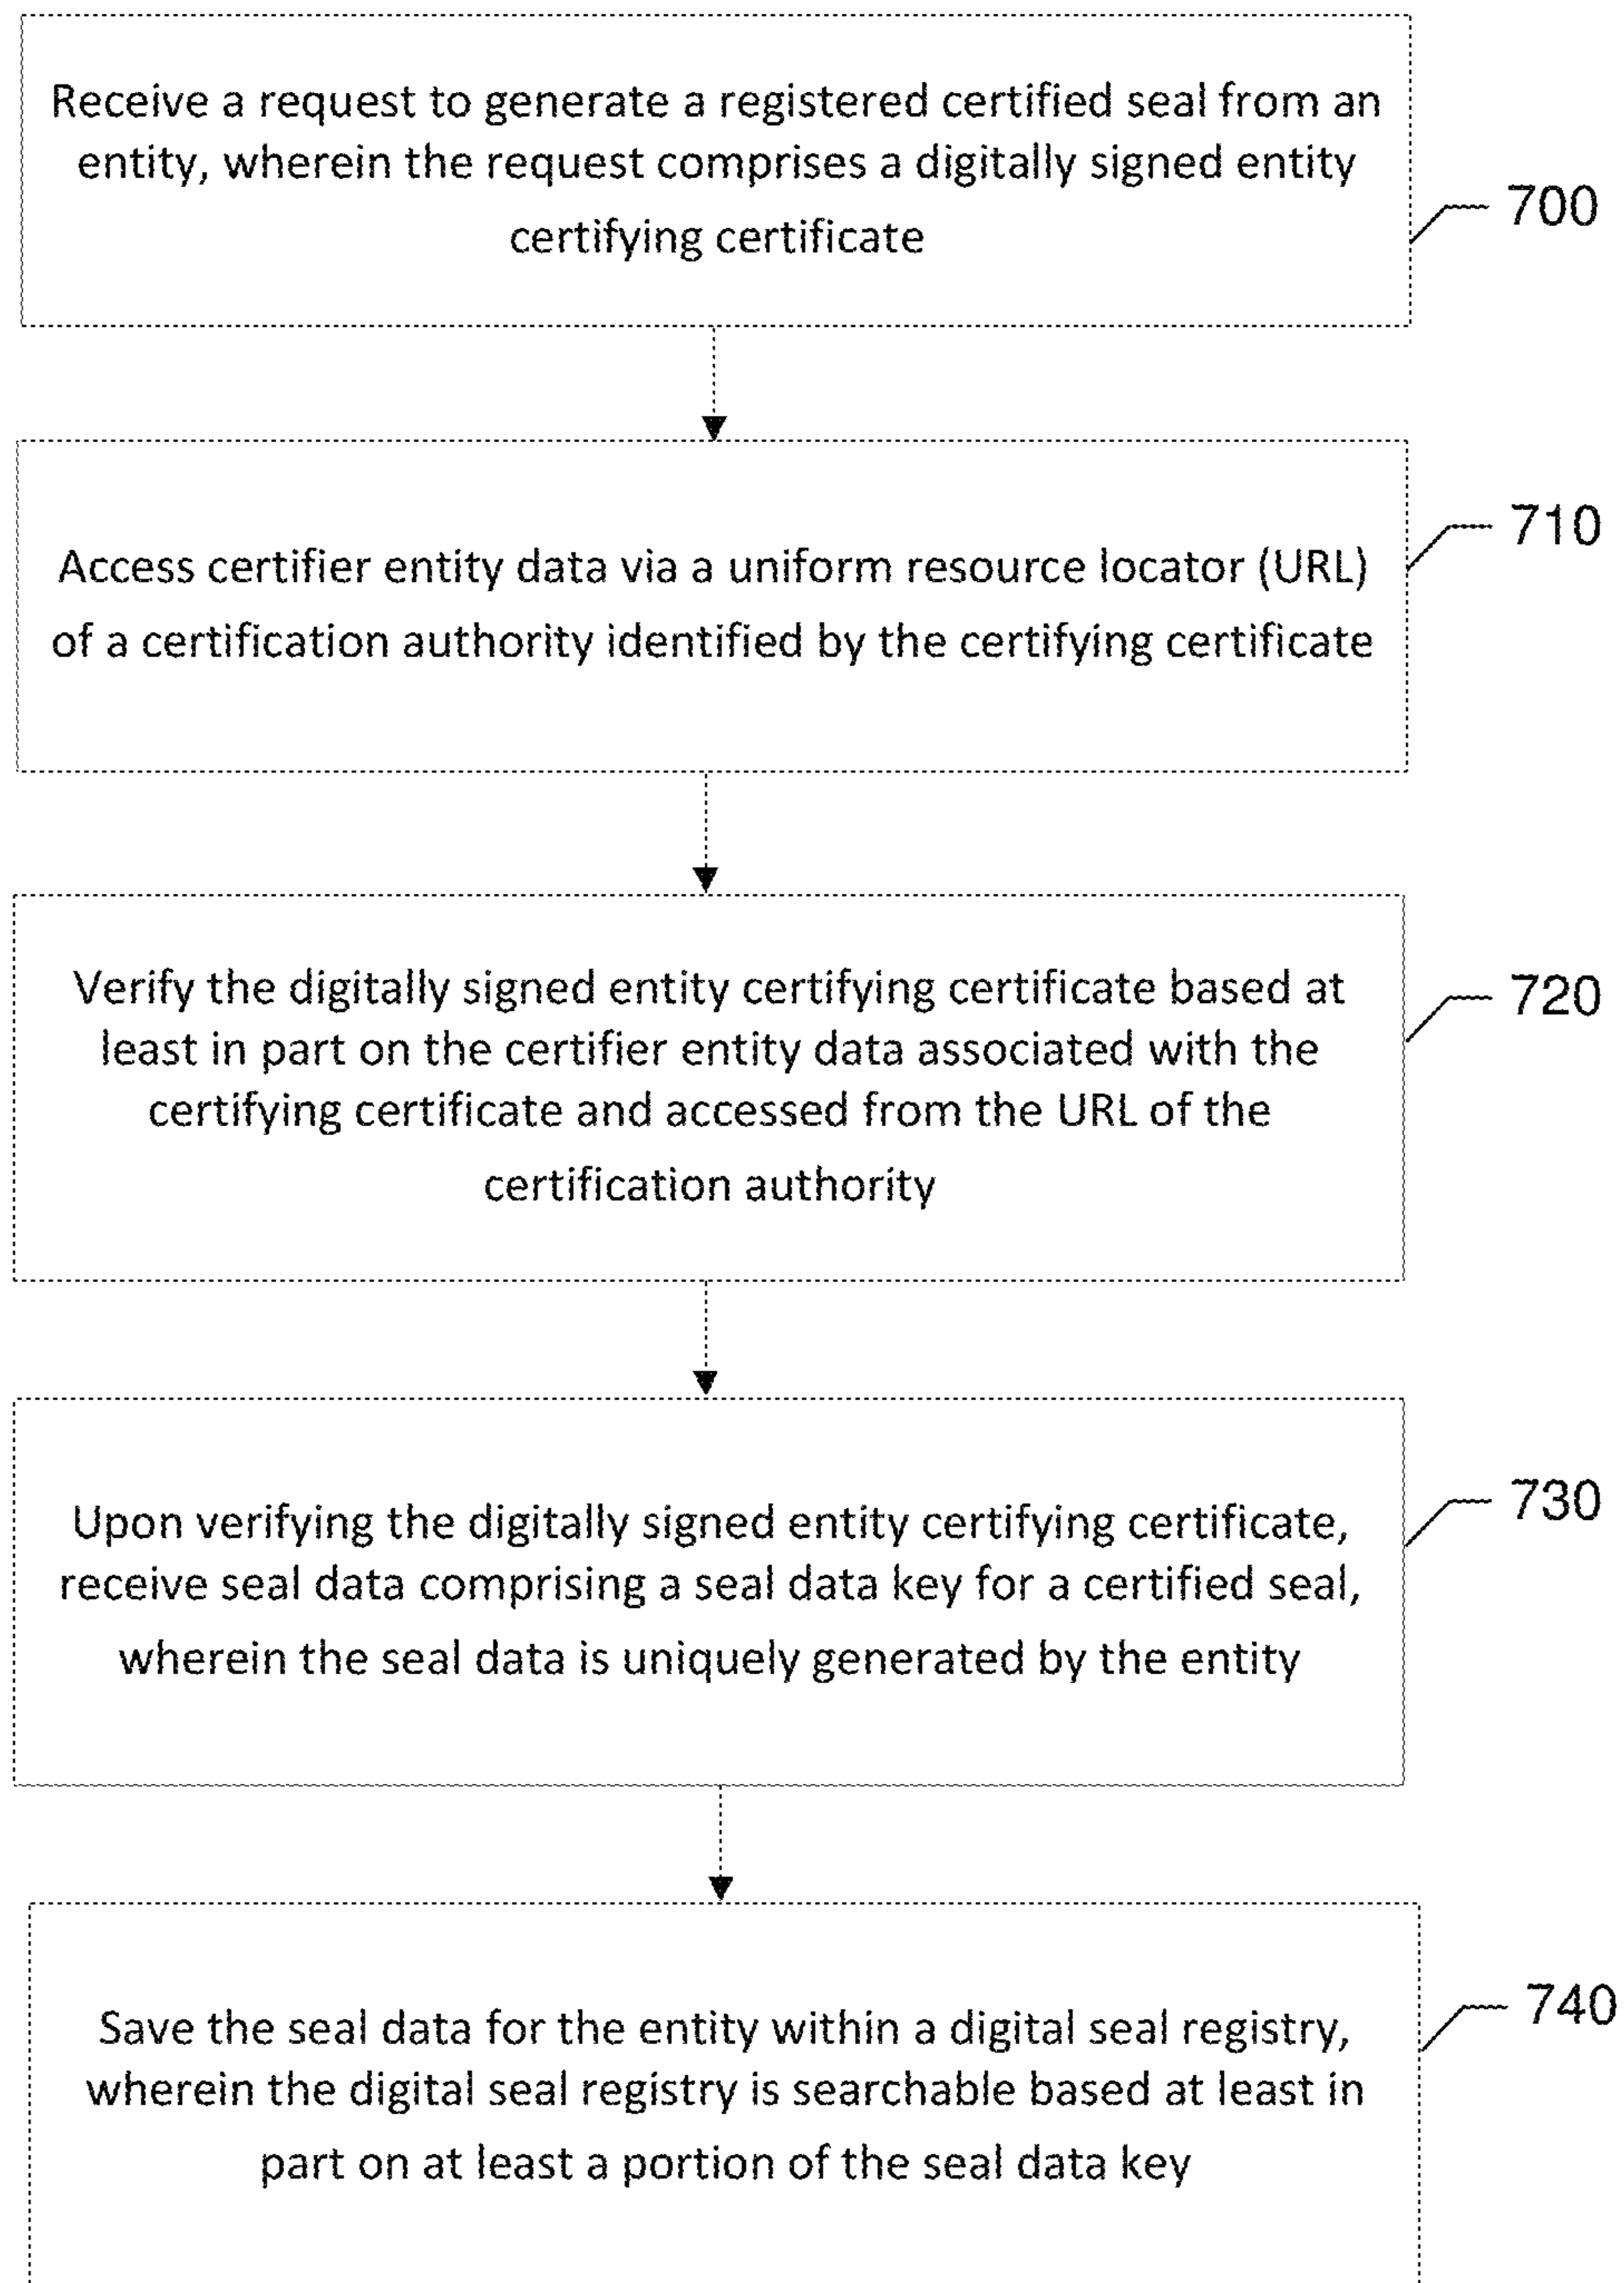 Receive a request to generate a registered certified seal from an
entity, wherein the request comprises a digitally signed entity
certifying certificate
700
Access certifier entity data via a uniform resource locator (URL)
of a certification authority identified by the certifying certificate
710
Verify the digitally signed entity certifying certificate based at
least in part on the certifier entity data associated with the
certifying certificate and accessed from the URL of the
certification authority
720
Upon verifying the digitally signed entity certifying certificate,
receive seal data comprising a seal data key for a certified seal,
wherein the seal data is uniquely generated by the entity
730
Save the seal data for the entity within a digital seal registry,
wherein the digital seal registry is searchable based at least in
part on at least a portion of the seal data key
740